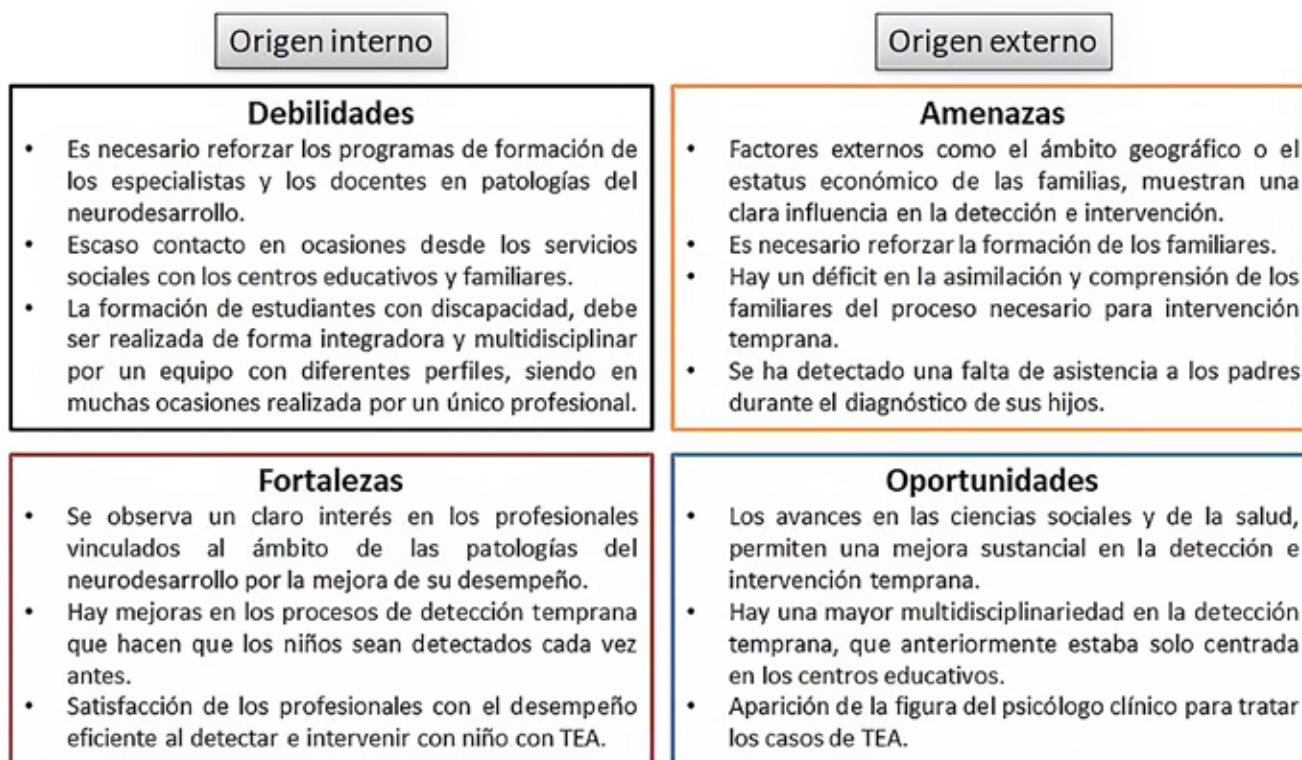 Origen interno
Origen externo
Debilidades
• Es necesario reforzar los programas de formación de
los especialistas y los docentes en patologías del
neurodesarrollo.
• Escaso contacto en ocasiones desde los servicios
sociales con los centros educativos y familiares.
• La formación de estudiantes con discapacidad, debe
ser realizada de forma integradora y multidisciplinar
por un equipo con diferentes perfiles, siendo en
muchas ocasiones realizada por un único profesional.
Amenazas
• Factores externos como el ámbito geográfico o el
estatus económico de las familias, muestran una
clara influencia en la detección e intervención.
• Es necesario reforzar la formación de los familiares.
• Hay un déficit en la asimilación y comprensión de los
familiares del proceso necesario para intervención
temprana.
• Se ha detectado una falta de asistencia a los padres
durante el diagnóstico de sus hijos.
Fortalezas
• Se observa un claro interés en los profesionales
vinculados al ámbito de las patologías del
neurodesarrollo por la mejora de su desempeño.
• Hay mejoras en los procesos de detección temprana
que hacen que los niños sean detectados cada vez
antes.
• Satisfacción de los profesionales con el desempeño
eficiente al detectar e intervenir con niño con TEA.
Oportunidades
• Los avances en las ciencias sociales y de la salud,
permiten una mejora sustancial en la detección e
intervención temprana.
• Hay una mayor multidisciplinariedad en la detección
temprana, que anteriormente estaba solo centrada
en los centros educativos.
• Aparición de la figura del psicólogo clínico para tratar
los casos de TEA.